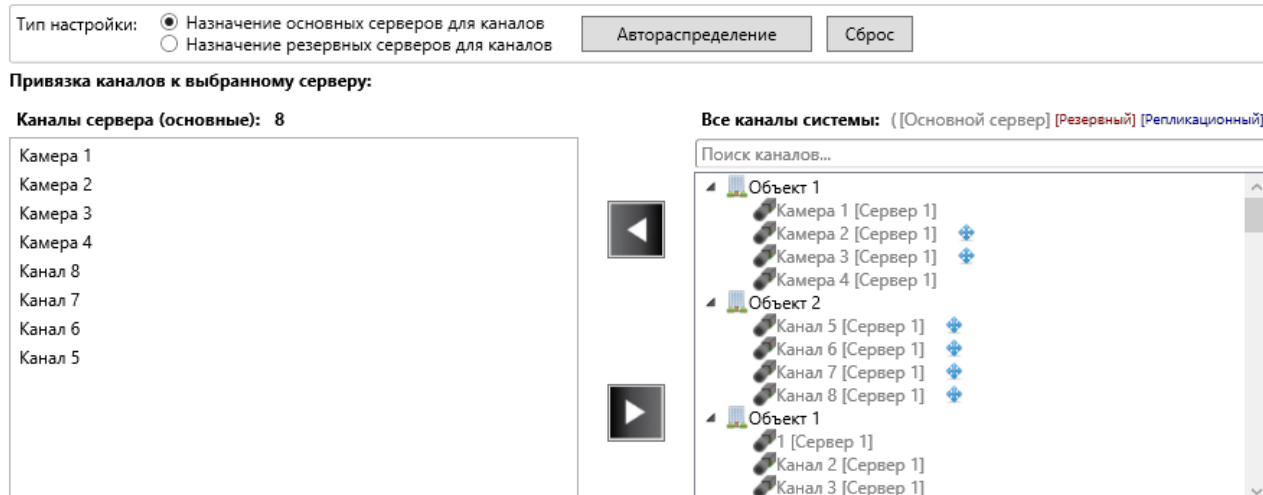 Тип настройки:
Назначение основных серверов для каналов
Назначение резервных серверов для каналов
Автораспределение
Сброс
Привязка каналов к выбранному серверу:
Каналы сервера (основные): 8
Камера 1
Камера 2
Камера 3
Камера 4
Канал 8
Канал 7
Канал 6
Канал 5
Все каналы системы: ( [Основной сервер] [Резервный] [Репликационный]
Поиск каналов...
Объект 1
Камера 1 [Сервер 1]
Камера 2 [Сервер 1]
Камера 3 [Сервер 1]
Камера 4 [Сервер 1]
Объект 2
Канал 5 [Сервер 1]
Канал 6 [Сервер 1]
Канал 7 [Сервер 1]
Канал 8 [Сервер 1]
Объект 1
1 [Сервер 1]
Канал 2 [Сервер 1]
Канал 3 [Сервер 1]